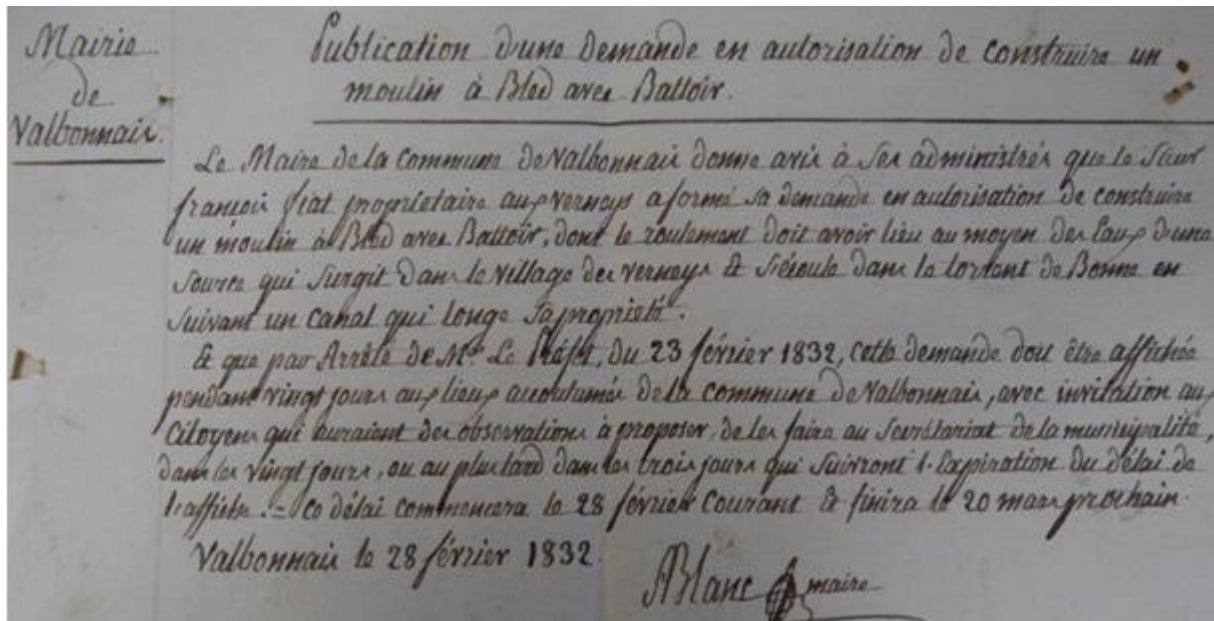 Mairie
de
Valbonnais.
Publication d'une demande en autorisation de construire un
moulin à Bled avec Battoir.
Le Maire de la Commune de Valbonnais donne avis à ses administrés que le Sieur
françois fiat propriétaire aux verneys a formé sa demande en autorisation de construire
un moulin à Bled avec Battoir, dont le roulement doit avoir lieu au moyen des Eaux d'une
source qui surgit dans le village des verneys & s'écoule dans le torrent de Bonne en
suivant un canal qui longe sa propriété.
& que par Arrêté de Mr. Le Préfet, du 23 février 1832, cette demande doit être affichée
pendant vingt jours aux lieux accoutumés de la commune de Valbonnais, avec invitation aux
Citoyens qui auraient des observations à proposer, de les faire au Secrétariat de la municipalité,
dans les vingt jours, ou au plus tard dans les trois jours qui suivront l'Expiration du délai de
l'affiche. = Ce délai commencera le 28 février Courant & finira le 20 mars prochain.
Valbonnais le 28 février 1832.
ABlanc maire